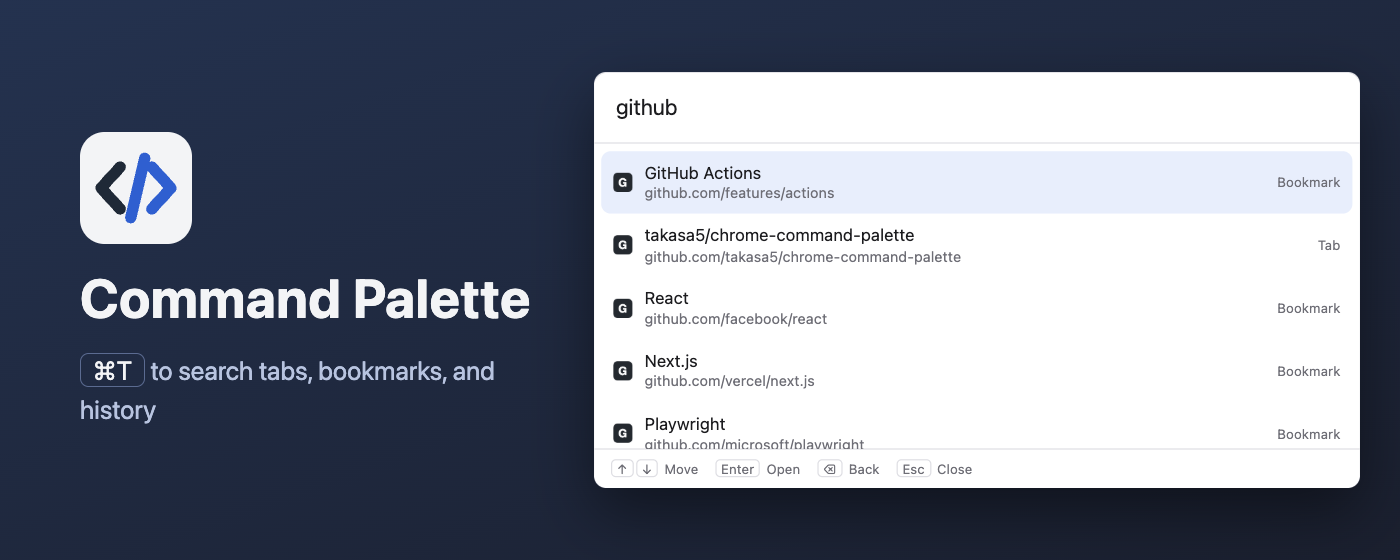 Command Palette
⌘T to search tabs, bookmarks, and
history
github
G GitHub Actions
github.com/features/actions
Bookmark
G takasa5/chrome-command-palette
github.com/takasa5/chrome-command-palette
Tab
G React
github.com/facebook/react
Bookmark
G Next.js
github.com/vercel/next.js
Bookmark
G Playwright
github.com/microsoft/playwright
Bookmark
↑ ↓ Move Enter Open ⌫ Back Esc Close